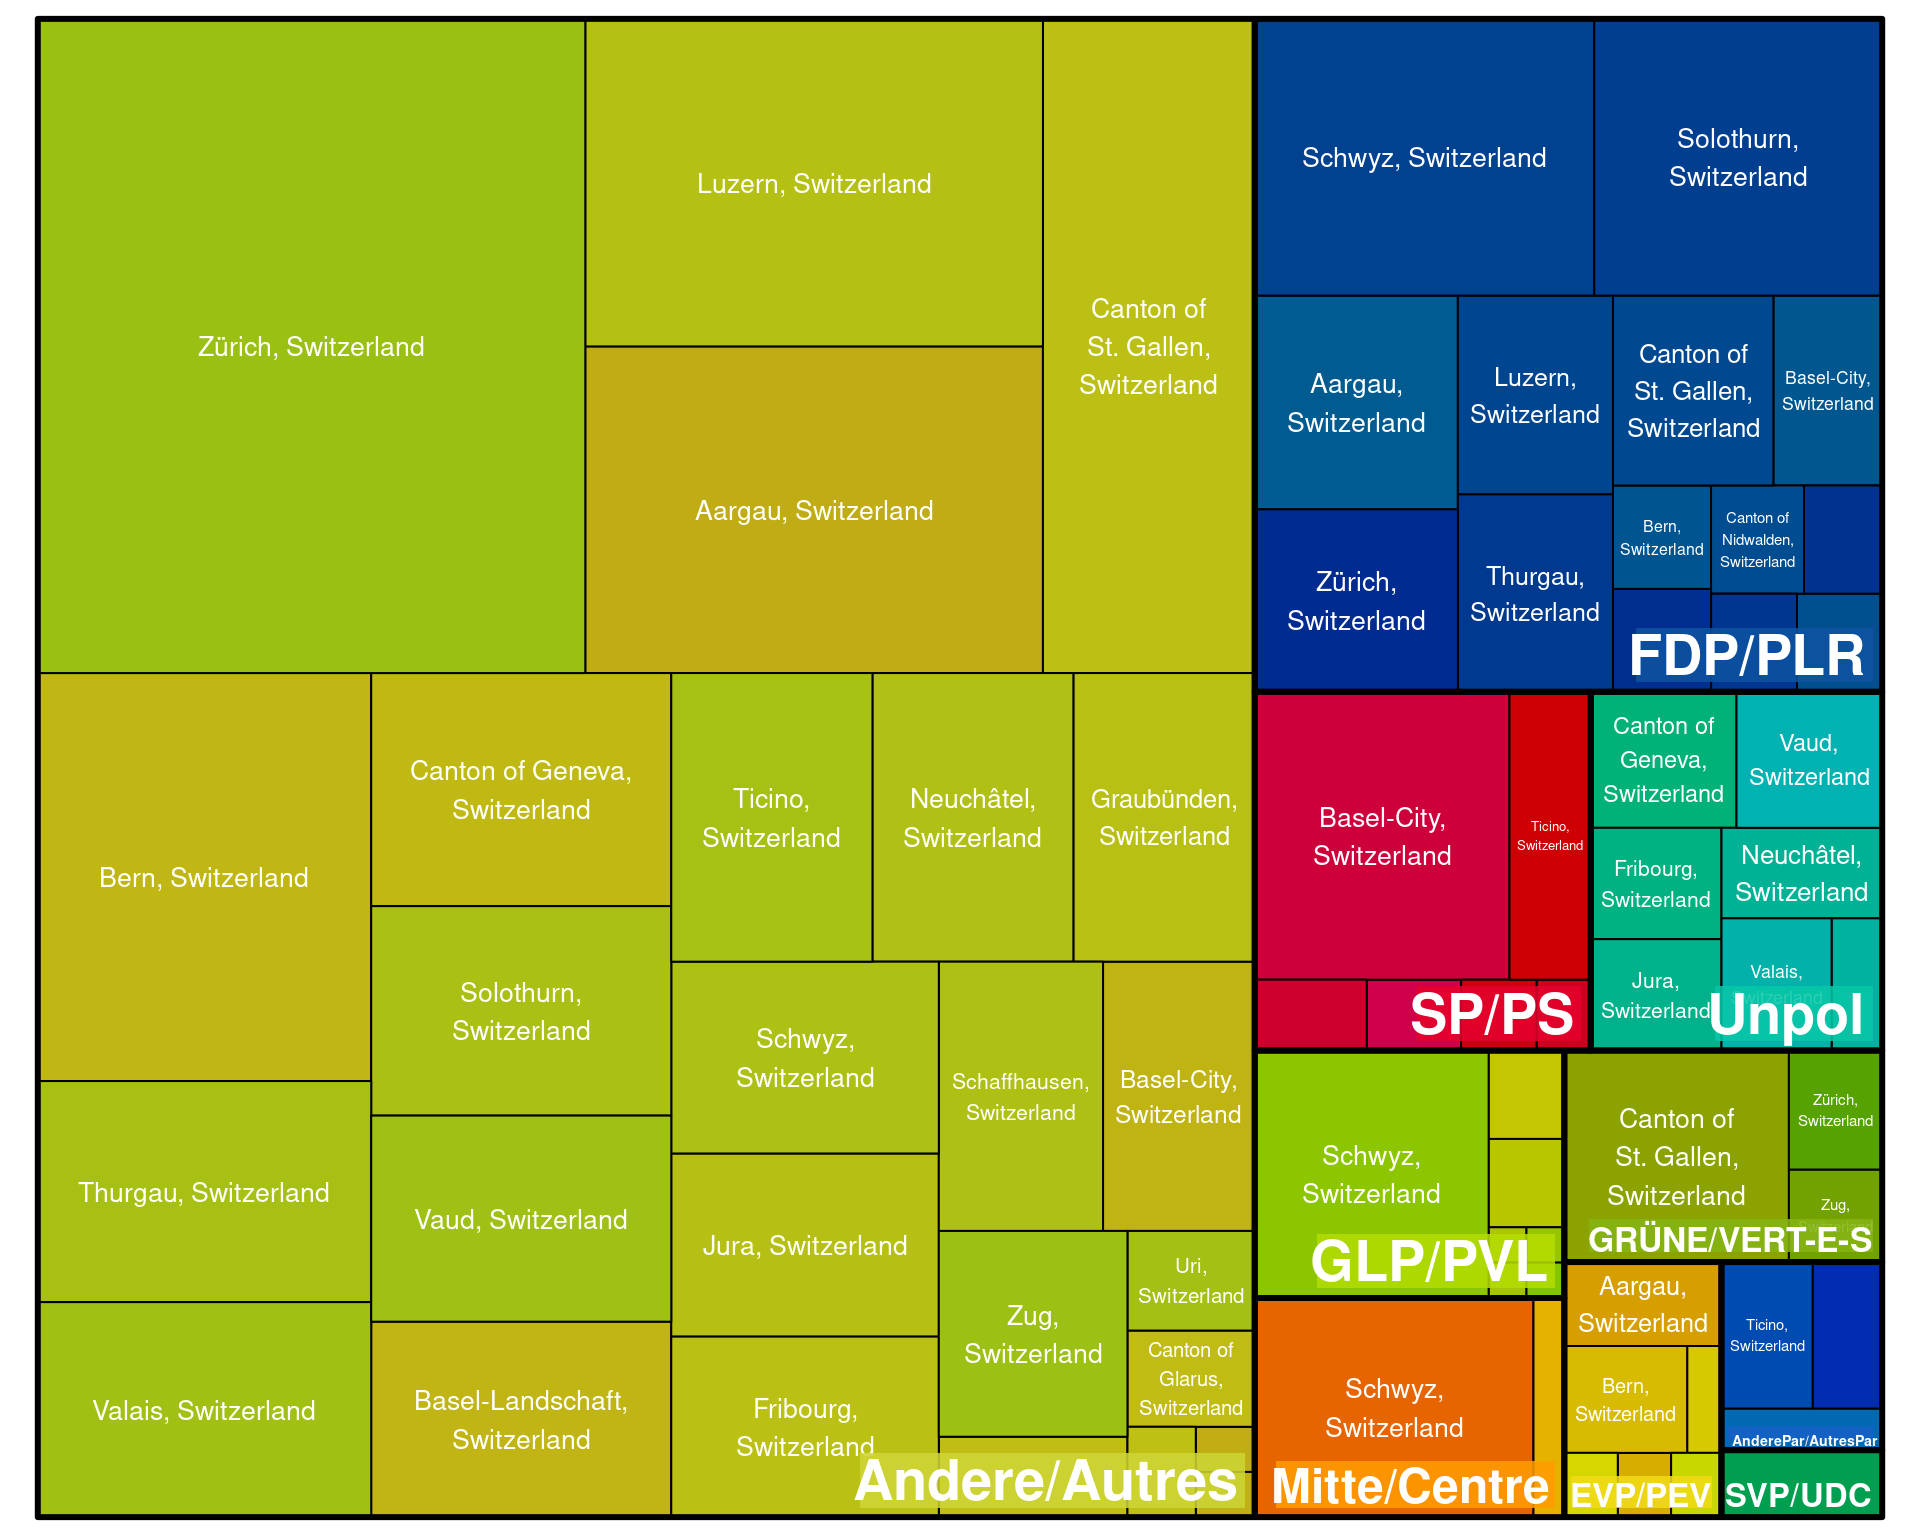 Zürich, Switzerland
Luzern, Switzerland
Aargau, Switzerland
Canton of
St. Gallen,
Switzerland
Bern, Switzerland
Thurgau, Switzerland
Valais, Switzerland
Canton of Geneva,
Switzerland
Solothurn,
Switzerland
Vaud, Switzerland
Basel-Landschaft,
Switzerland
Ticino,
Switzerland
Neuchâtel,
Switzerland
Graubünden,
Switzerland
Schwyz,
Switzerland
Jura, Switzerland
Fribourg,
Switzerland
Schaffhausen,
Switzerland
Basel-City,
Switzerland
Zug,
Switzerland
Uri,
Switzerland
Canton of
Glarus,
Switzerland
Andere/Autres
Schwyz, Switzerland
Solothurn,
Switzerland
Aargau,
Switzerland
Zürich,
Switzerland
Luzern,
Switzerland
Thurgau,
Switzerland
Canton of
St. Gallen,
Switzerland
Basel-City,
Switzerland
Bern,
Switzerland
Canton of
Nidwalden,
Switzerland
FDP/PLR
Basel-City,
Switzerland
Ticino,
Switzerland
SP/PS
Canton of
Geneva,
Switzerland
Vaud,
Switzerland
Fribourg,
Switzerland
Neuchâtel,
Switzerland
Jura,
Switzerland
Valais,
Switzerland
Unpol
Schwyz,
Switzerland
GLP/PVL
Canton of
St. Gallen,
Switzerland
Zürich,
Switzerland
Zug,
Switzerland
GRÜNE/VERT-E-S
Schwyz,
Switzerland
Mitte/Centre
Aargau,
Switzerland
Bern,
Switzerland
EVP/PEV
Ticino,
Switzerland
AnderePar/AutresPar
SVP/UDC